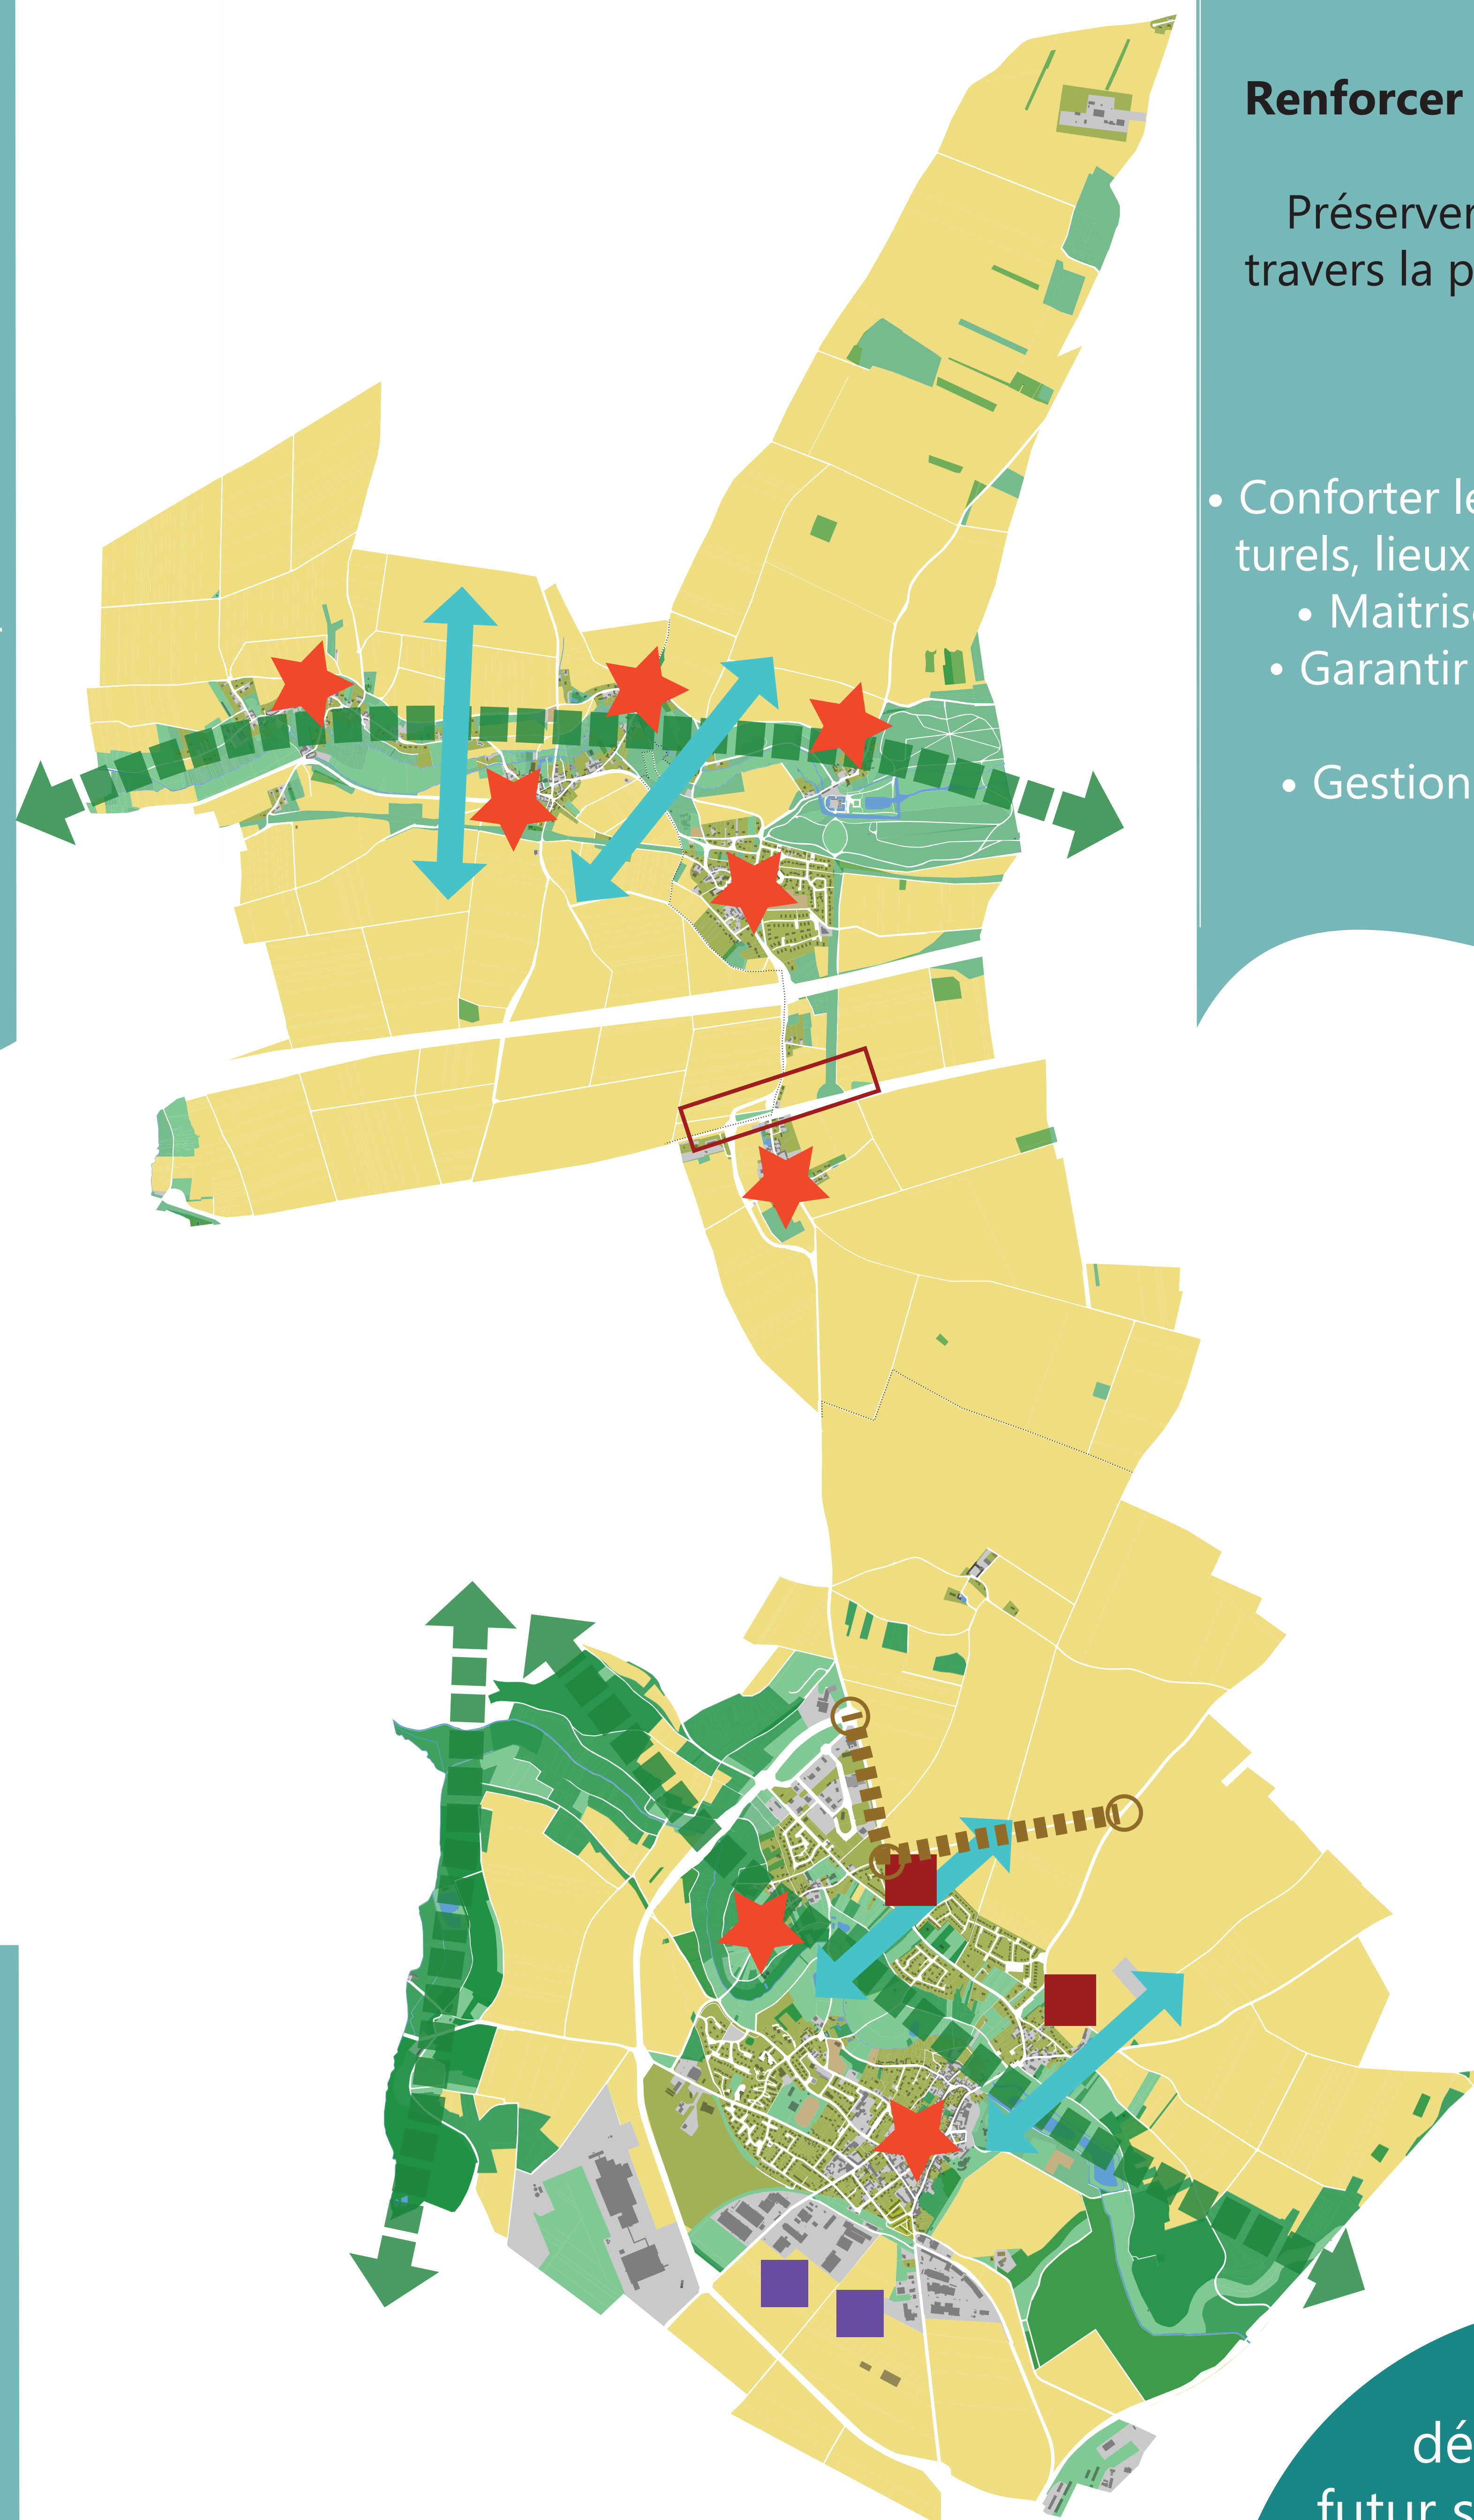 Renforcer
Préserver
travers la p
• Conforter le
turels, lieux
• Maitris
• Garantir
• Gestion
dé
futur s